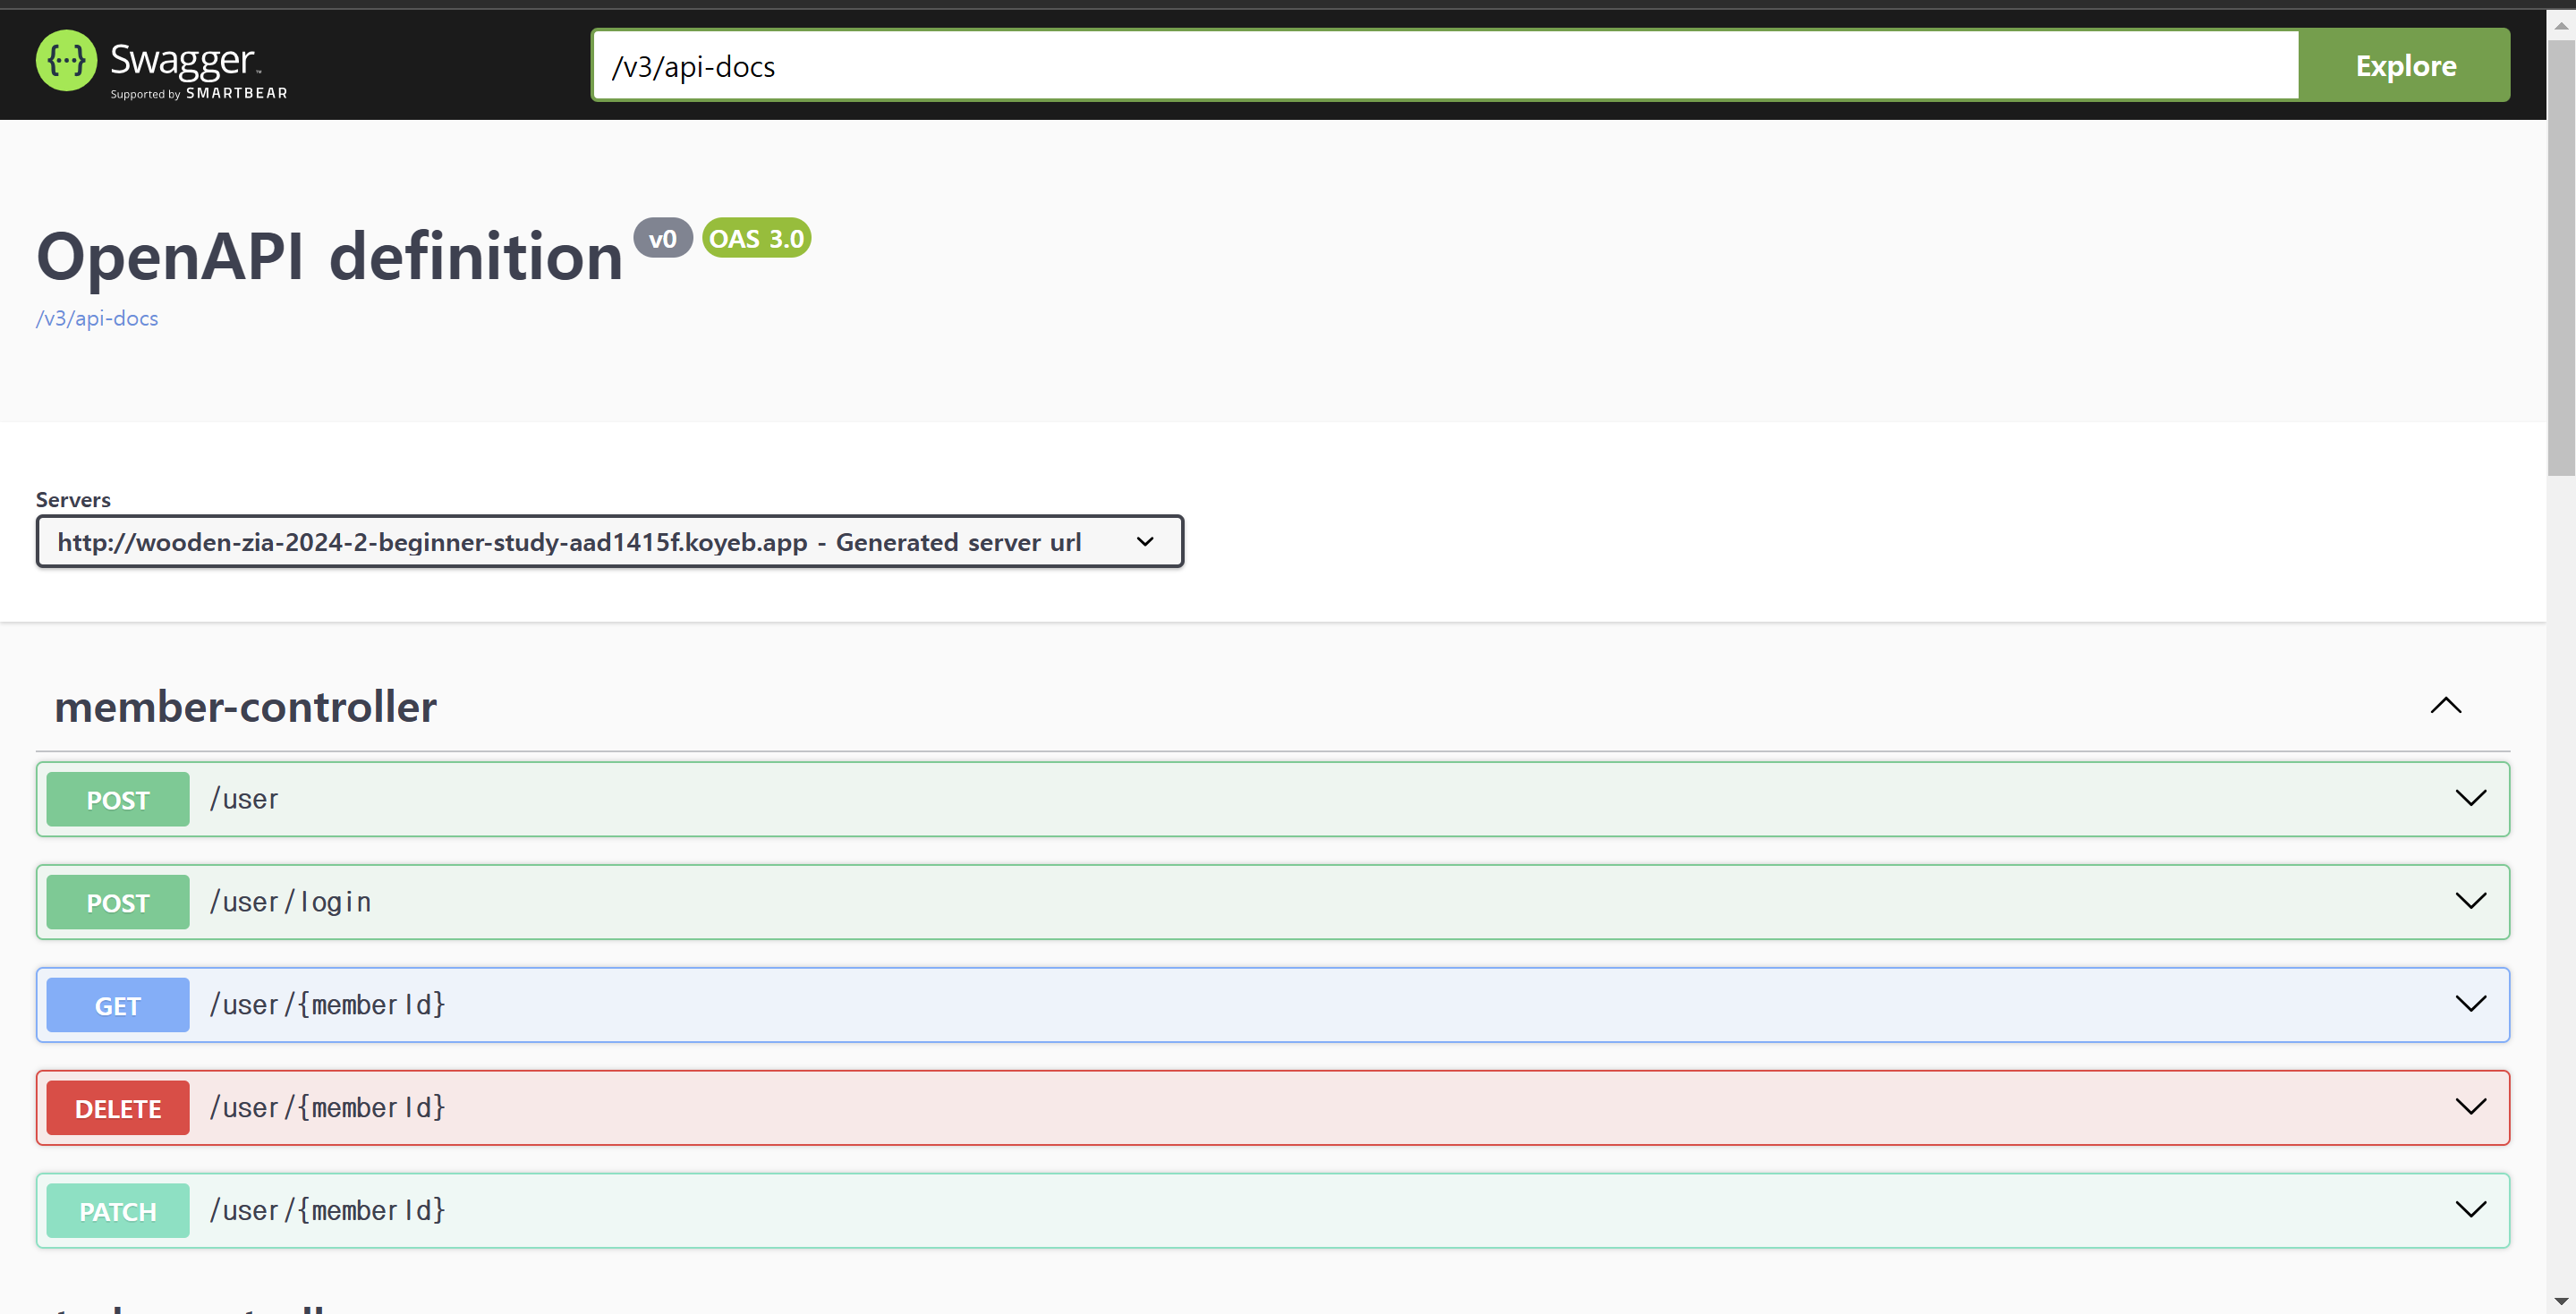 Swagger
Supported by SMARTBEAR
/v3/api-docs
Explore
OpenAPI definition v0 OAS 3.0
/v3/api-docs
Servers
http://wooden-zia-2024-2-beginner-study-aad1415f.koyeb.app - Generated server url
member-controller
POST /user
POST /user/login
GET /user/{memberId}
DELETE /user/{memberId}
PATCH /user/{memberId}